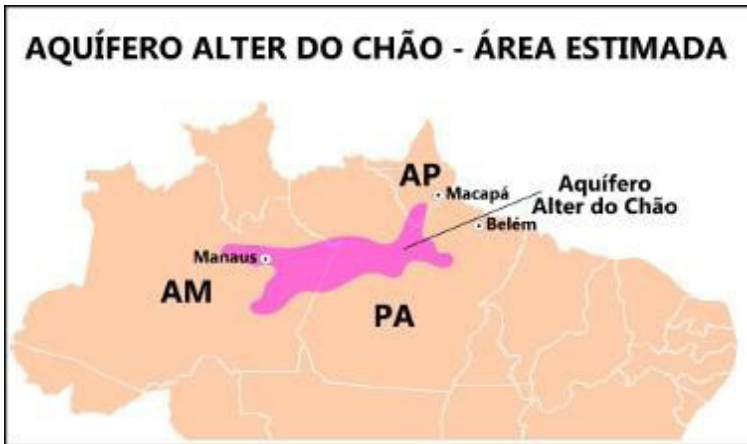 AQUÍFERO ALTER DO CHÃO - ÁREA ESTIMADA
AP
Macapá
Aquífero
Alter do Chão
Belém
Manaus
AM
PA